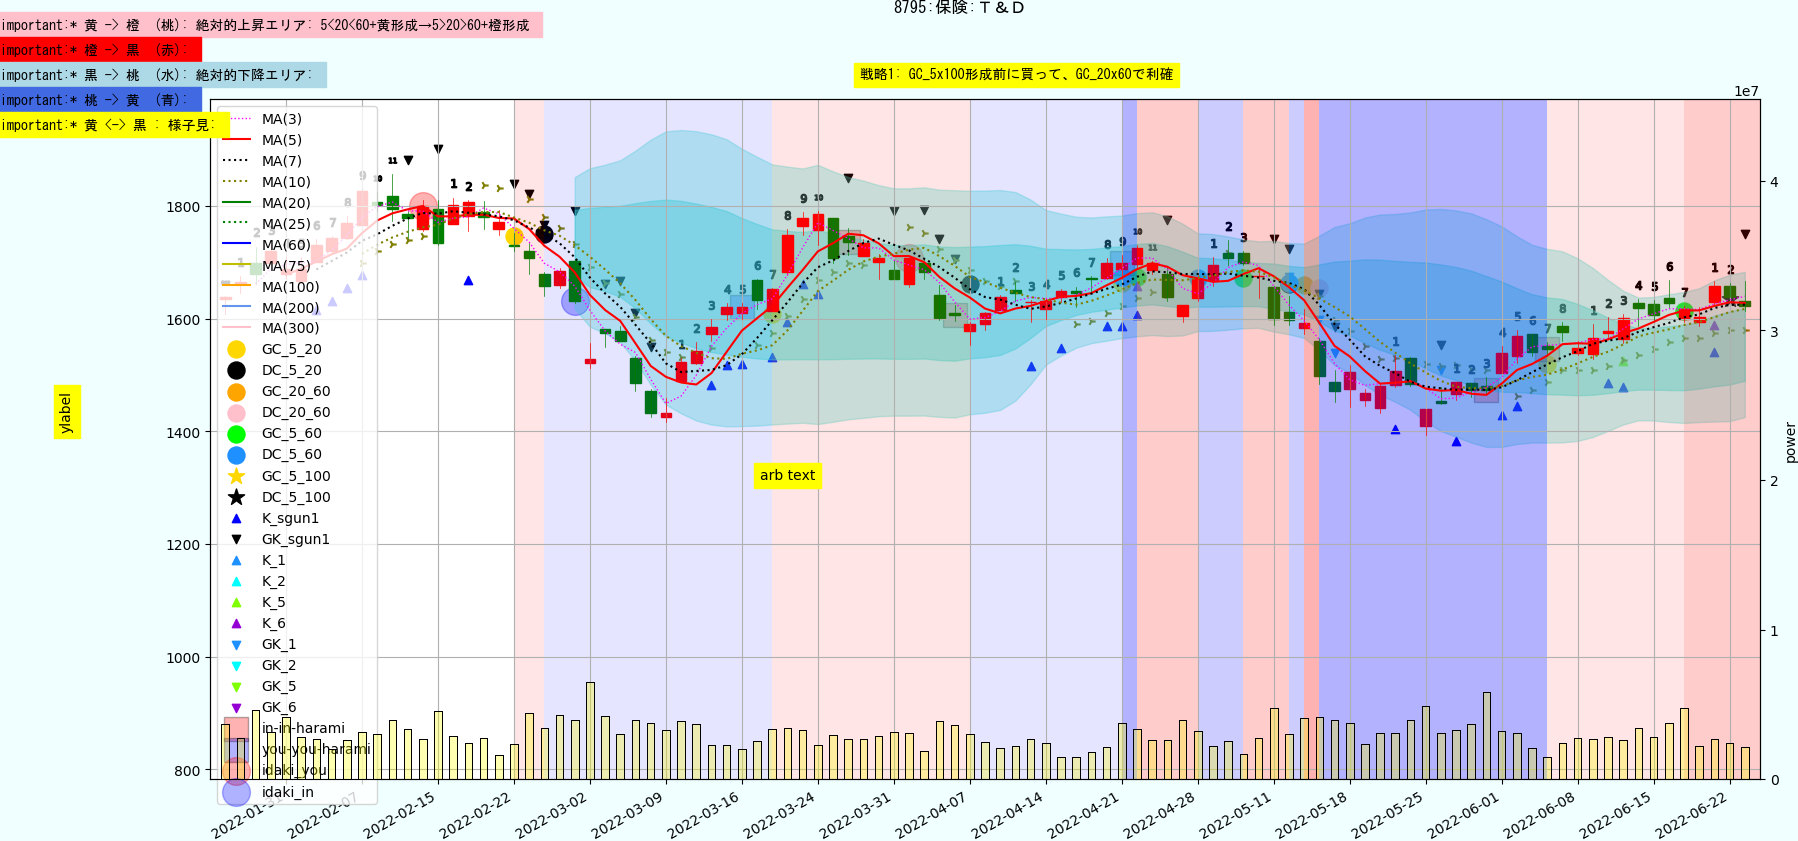 8795:保険:T＆D
important:* 黄 -> 橙 （桃）: 絶対的上昇エリア: 5<20<60+黄形成→5>20>60+橙形成
important:* 橙 -> 黒 （赤）:
important:* 黒 -> 桃 （水）: 絶対的下降エリア:
important:* 桃 -> 黄 （青）:
important:* 黄 <-> 黒 : 様子見:
戦略1: GC_5x100形成前に買って、GC_20x60で利確
1e7
MA(3)
MA(5)
MA(7)
MA(10)
MA(20)
MA(25)
MA(60)
MA(75)
MA(100)
MA(200)
MA(300)
GC_5_20
DC_5_20
GC_20_60
DC_20_60
GC_5_60
DC_5_60
GC_5_100
DC_5_100
K_sgun1
GK_sgun1
K_1
K_2
K_5
K_6
GK_1
GK_2
GK_5
GK_6
in-in-harami
you-you-harami
idaki_you
idaki_in
1800
1600
1400
1200
1000
800
ylabel
arb text
4
3
2
1
0
power
2022-01-31
2022-02-07
2022-02-15
2022-02-22
2022-03-02
2022-03-09
2022-03-16
2022-03-24
2022-03-31
2022-04-07
2022-04-14
2022-04-21
2022-04-28
2022-05-11
2022-05-18
2022-05-25
2022-06-01
2022-06-08
2022-06-15
2022-06-22